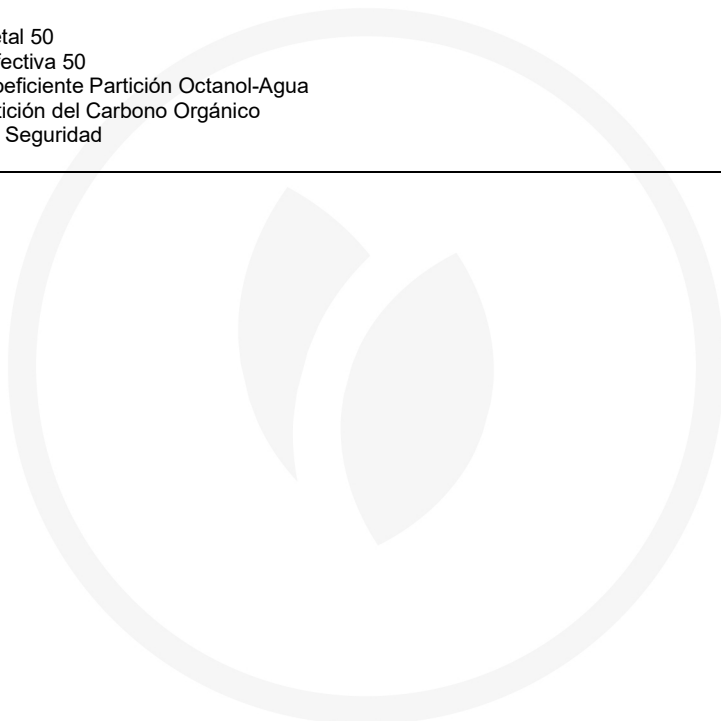 etal 50
fectiva 50
oeficiente Partición Octanol-Agua
tición del Carbono Orgánico
Seguridad